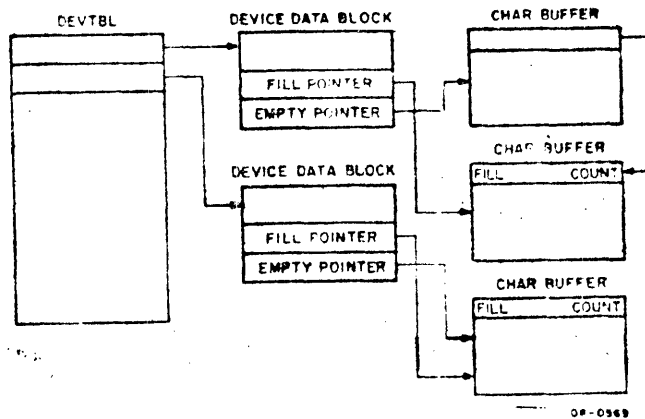 DEVTBL
DEVICE DATA BLOCK
CHAR BUFFER
FILL POINTER
EMPTY POINTER
CHAR BUFFER
FILL COUNT
DEVICE DATA BLOCK
FILL POINTER
EMPTY POINTER
CHAR BUFFER
FILL COUNT